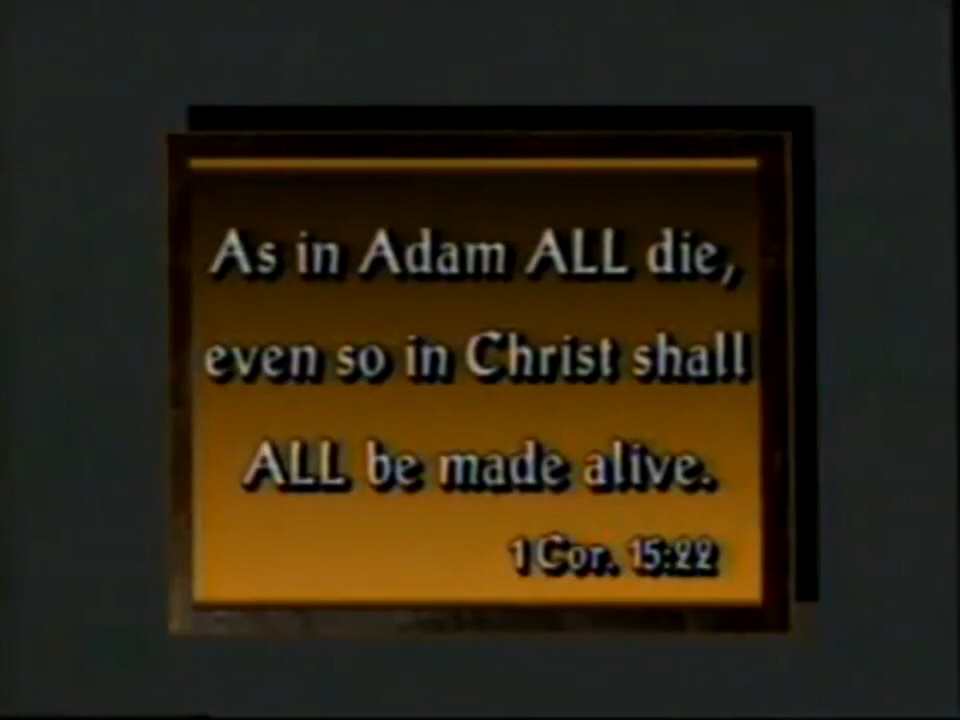 As in Adam ALL die,
even so in Christ shall
ALL be made alive.
1 Cor. 15:22